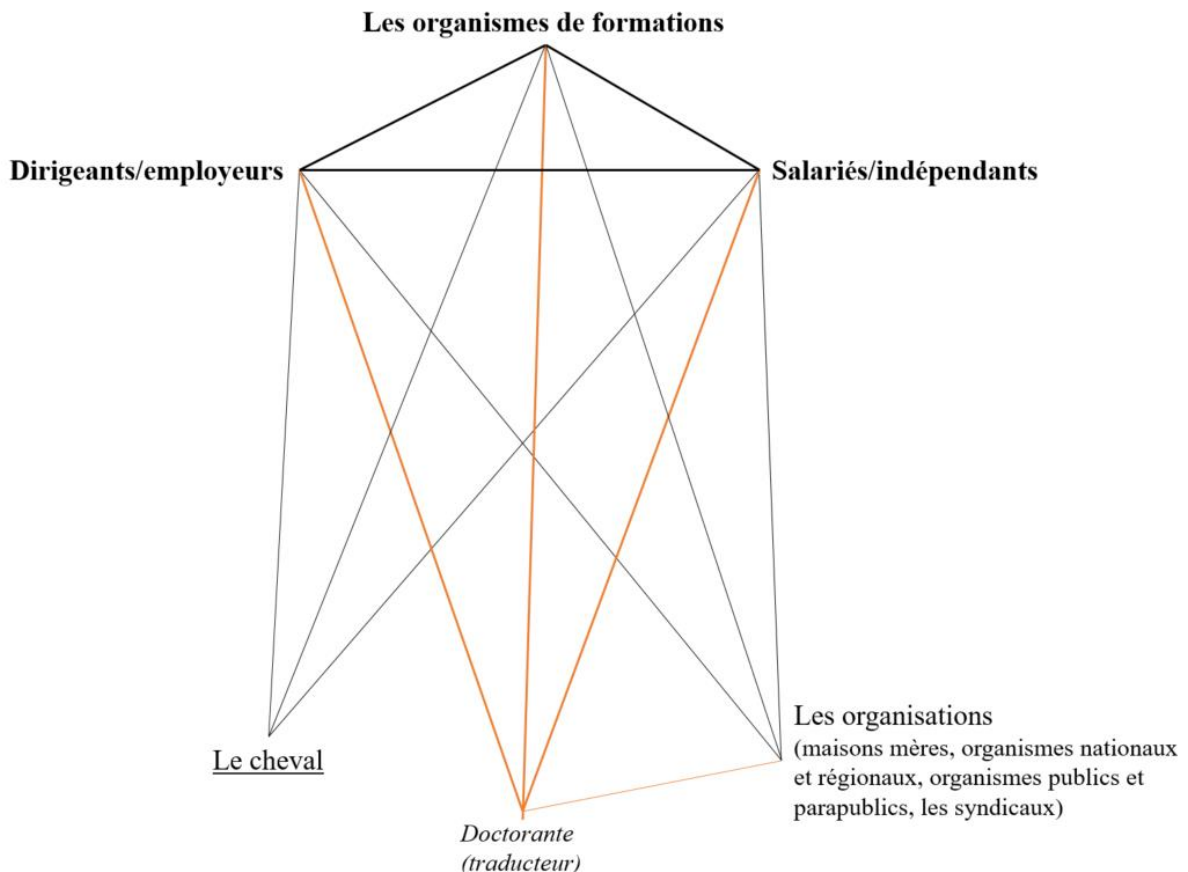 Les organismes de formations
Dirigeants/employeurs
Salariés/indépendants
Le cheval
Les organisations
(maisons mères, organismes nationaux
et régionaux, organismes publics et
parapublics, les syndicaux)
Doctorante
(traducteur)